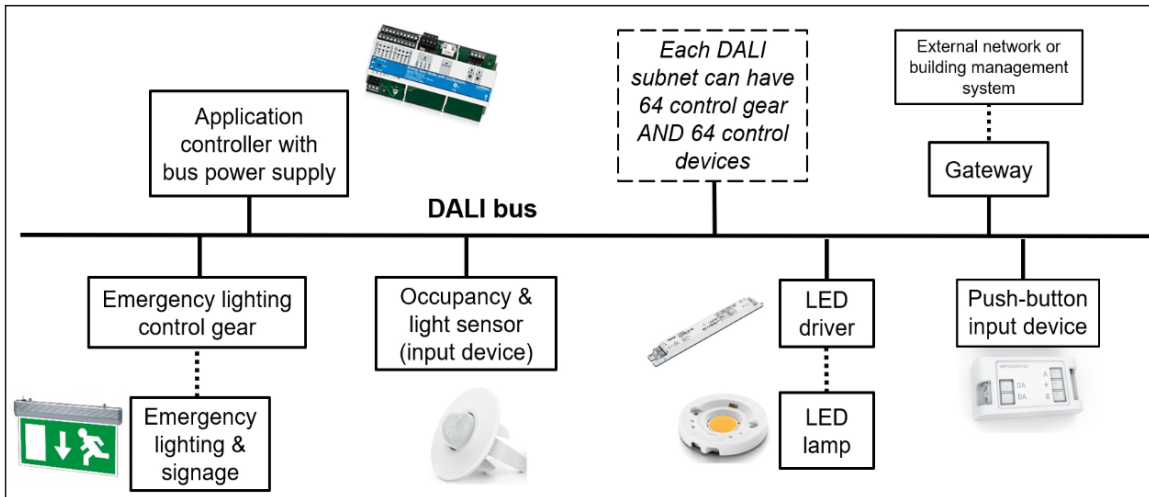 Application
controller with
bus power supply
Each DALI
subnet can have
64 control gear
AND 64 control
devices
External network or
building management
system
Gateway
DALI bus
Emergency lighting
control gear
Occupancy &
light sensor
(input device)
LED
driver
Push-button
input device
Emergency
lighting &
signage
LED
lamp
DA
DA